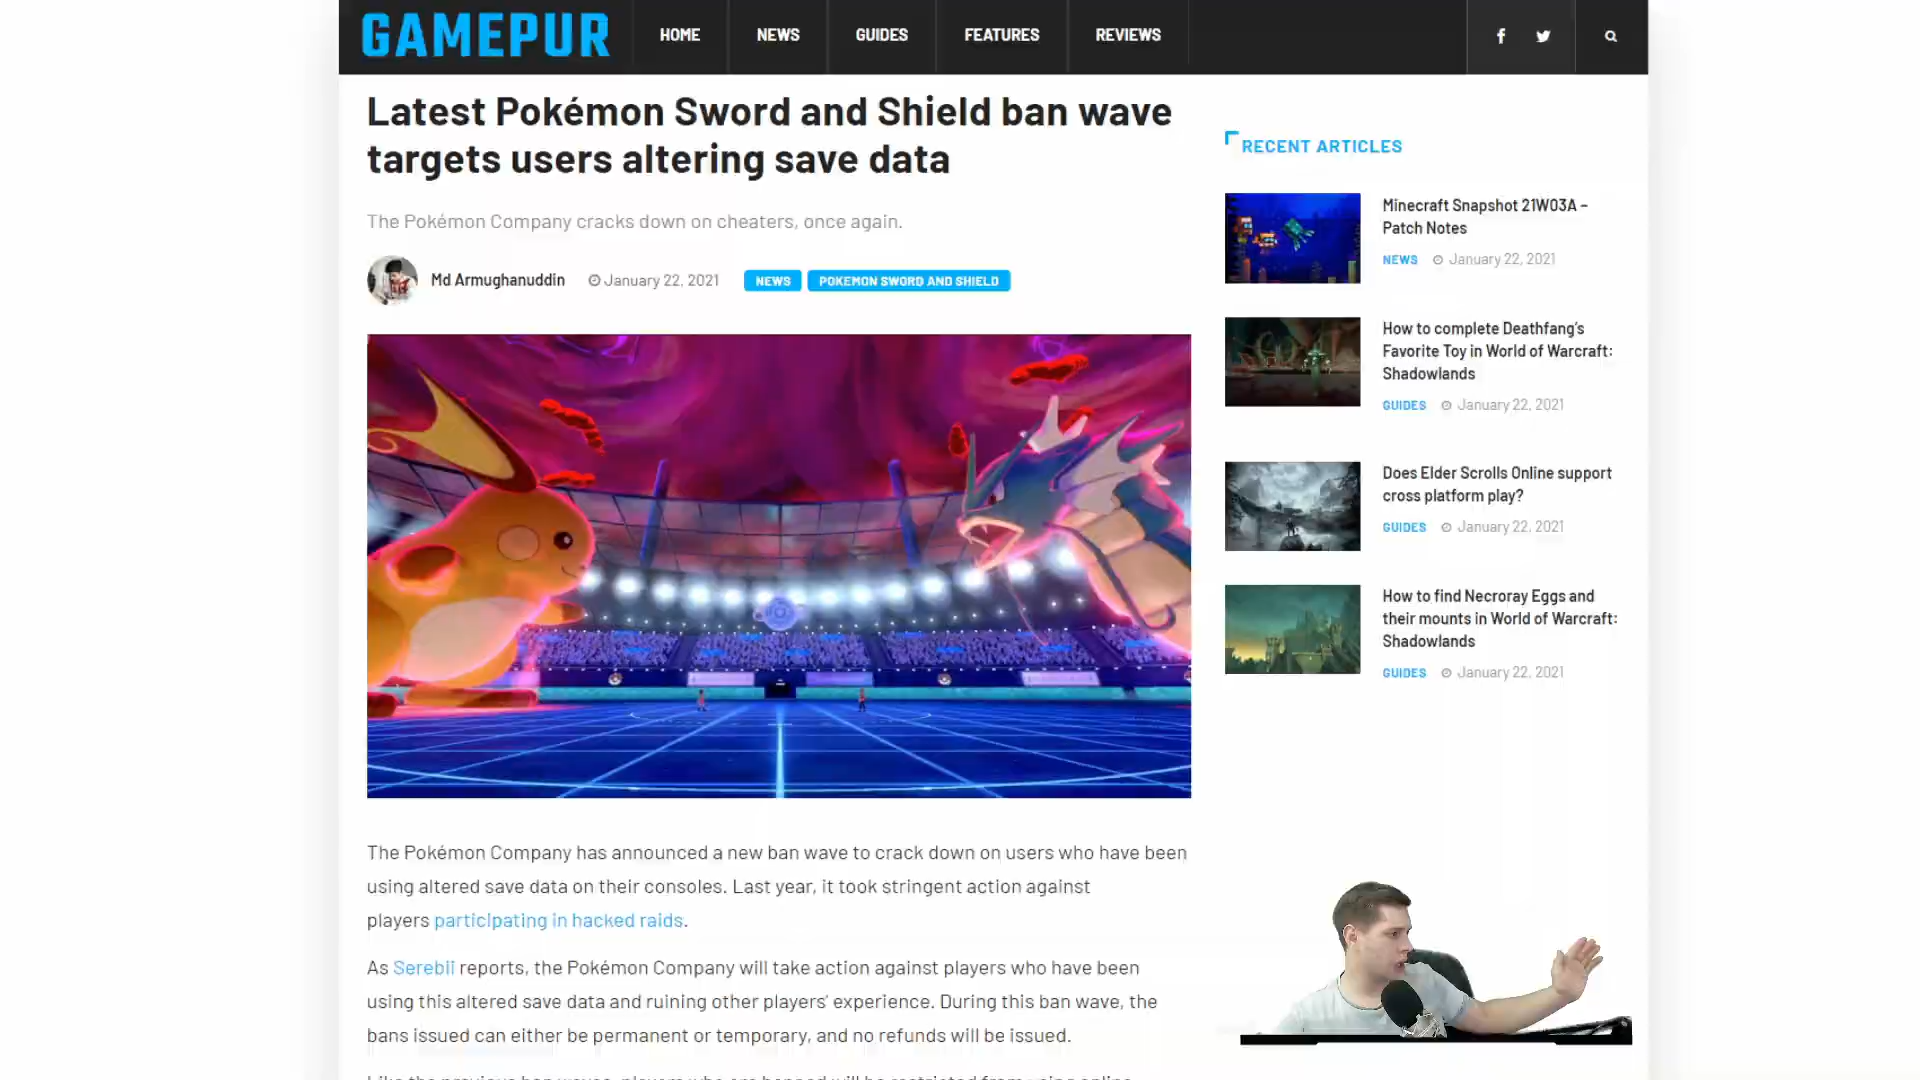 GAMEPUR
HOME
NEWS
GUIDES
FEATURES
REVIEWS
Latest Pokémon Sword and Shield ban wave
targets users altering save data
The Pokémon Company cracks down on cheaters, once again.
Md Armughanuddin
January 22, 2021
NEWS
POKEMON SWORD AND SHIELD
The Pokémon Company has announced a new ban wave to crack down on users who have been
using altered save data on their consoles. Last year, it took stringent action against
players participating in hacked raids.
As Serebii reports, the Pokémon Company will take action against players who have been
using this altered save data and ruining other players' experience. During this ban wave, the
bans issued can either be permanent or temporary, and no refunds will be issued.
RECENT ARTICLES
Minecraft Snapshot 21W03A –
Patch Notes
NEWS January 22, 2021
How to complete Deathfang's
Favorite Toy in World of Warcraft:
Shadowlands
GUIDES January 22, 2021
Does Elder Scrolls Online support
cross platform play?
GUIDES January 22, 2021
How to find Necroray Eggs and
their mounts in World of Warcraft:
Shadowlands
GUIDES January 22, 2021